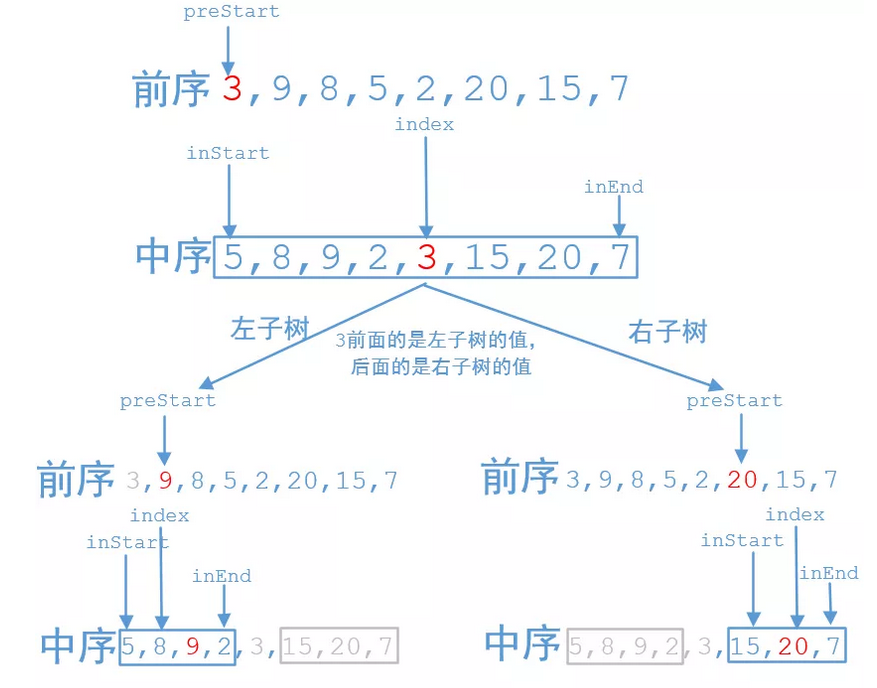 preStart
前序 3,9,8,5,2,20,15,7
index
inStart
inEnd
中序 5,8,9,2,3,15,20,7
左子树
3前面的是左子树的值,
后面的是右子树的值
右子树
preStart
前序 3,9,8,5,2,20,15,7
index
inStart
inEnd
中序 5,8,9,2,3,15,20,7
preStart
前序 3,9,8,5,2,20,15,7
index
inStart
inEnd
中序 5,8,9,2,3,15,20,7